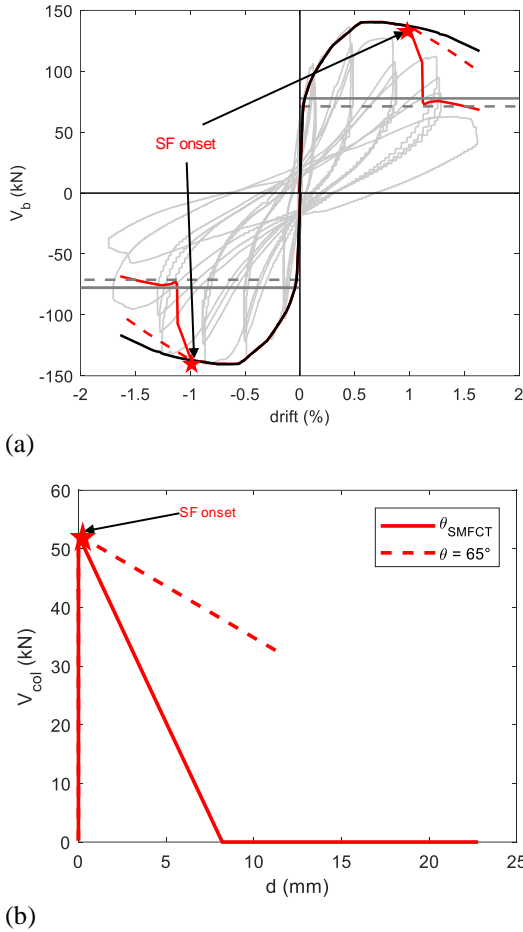 150
100
50
0
-50
-100
-150
V_b (kN)
SF onset
-2 -1.5 -1 -0.5 0 0.5 1 1.5 2
drift (%)
(a)
60
50
40
30
20
10
0
V_col (kN)
SF onset
θ_SMFCT
θ = 65°
0 5 10 15 20 25
d (mm)
(b)